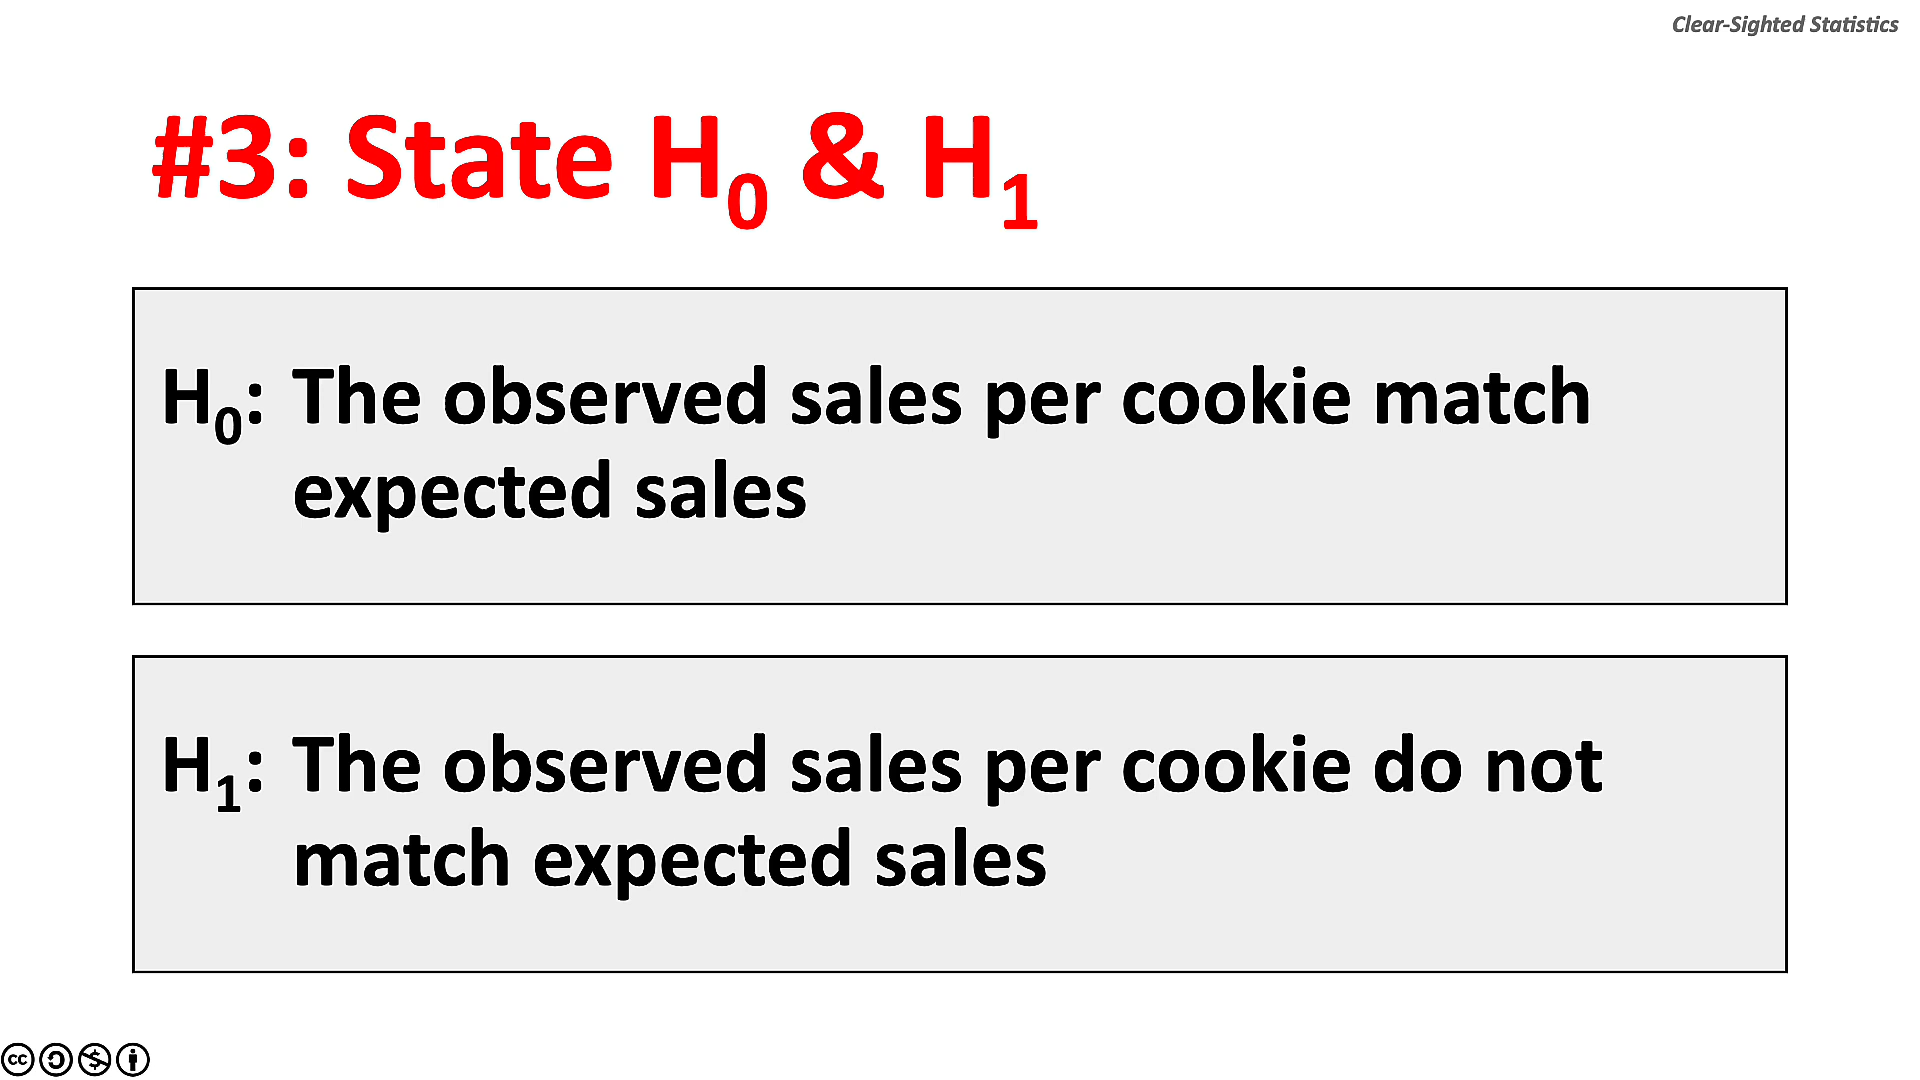 Clear-Sighted Statistics
#3: State H₀ & H₁
H₀: The observed sales per cookie match
expected sales
H₁: The observed sales per cookie do not
match expected sales
cc